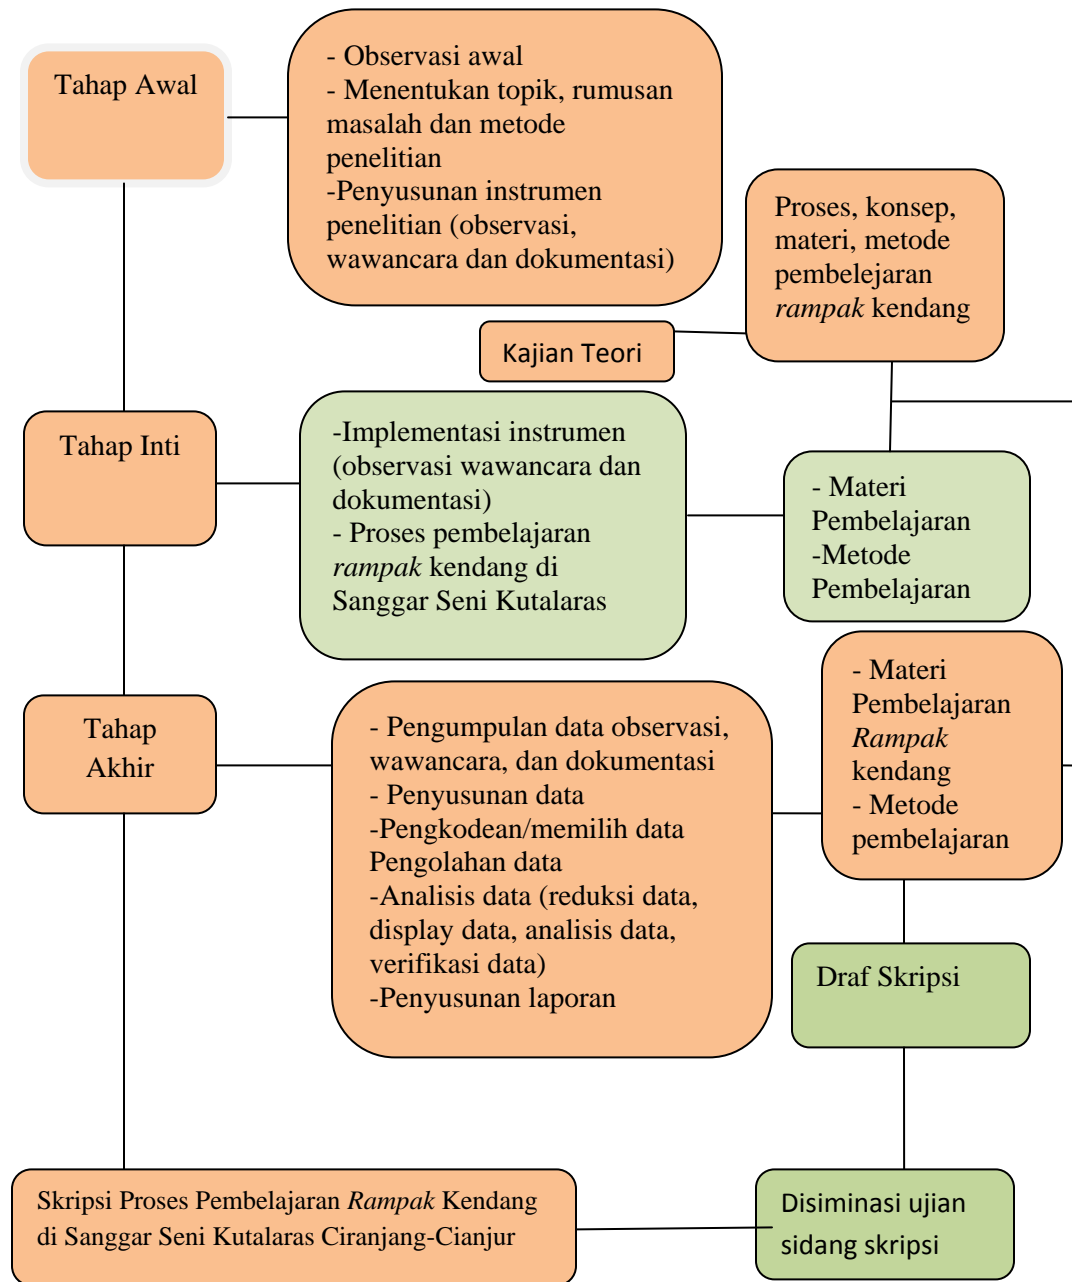 Tahap Awal
- Observasi awal
- Menentukan topik, rumusan
masalah dan metode
penelitian
-Penyusunan instrumen
penelitian (observasi,
wawancara dan dokumentasi)
Proses, konsep,
materi, metode
pembelejaran
rampak kendang
Kajian Teori
Tahap Inti
-Implementasi instrumen
(observasi wawancara dan
dokumentasi)
- Proses pembelajaran
rampak kendang di
Sanggar Seni Kutalaras
- Materi
Pembelajaran
-Metode
Pembelajaran
Tahap
Akhir
- Pengumpulan data observasi,
wawancara, dan dokumentasi
- Penyusunan data
-Pengkodean/memilih data
Pengolahan data
-Analisis data (reduksi data,
display data, analisis data,
verifikasi data)
-Penyusunan laporan
- Materi
Pembelajaran
Rampak
kendang
- Metode
pembelajaran
Draf Skripsi
Skripsi Proses Pembelajaran Rampak Kendang
di Sanggar Seni Kutalaras Ciranjang-Cianjur
Disiminasi ujian
sidang skripsi